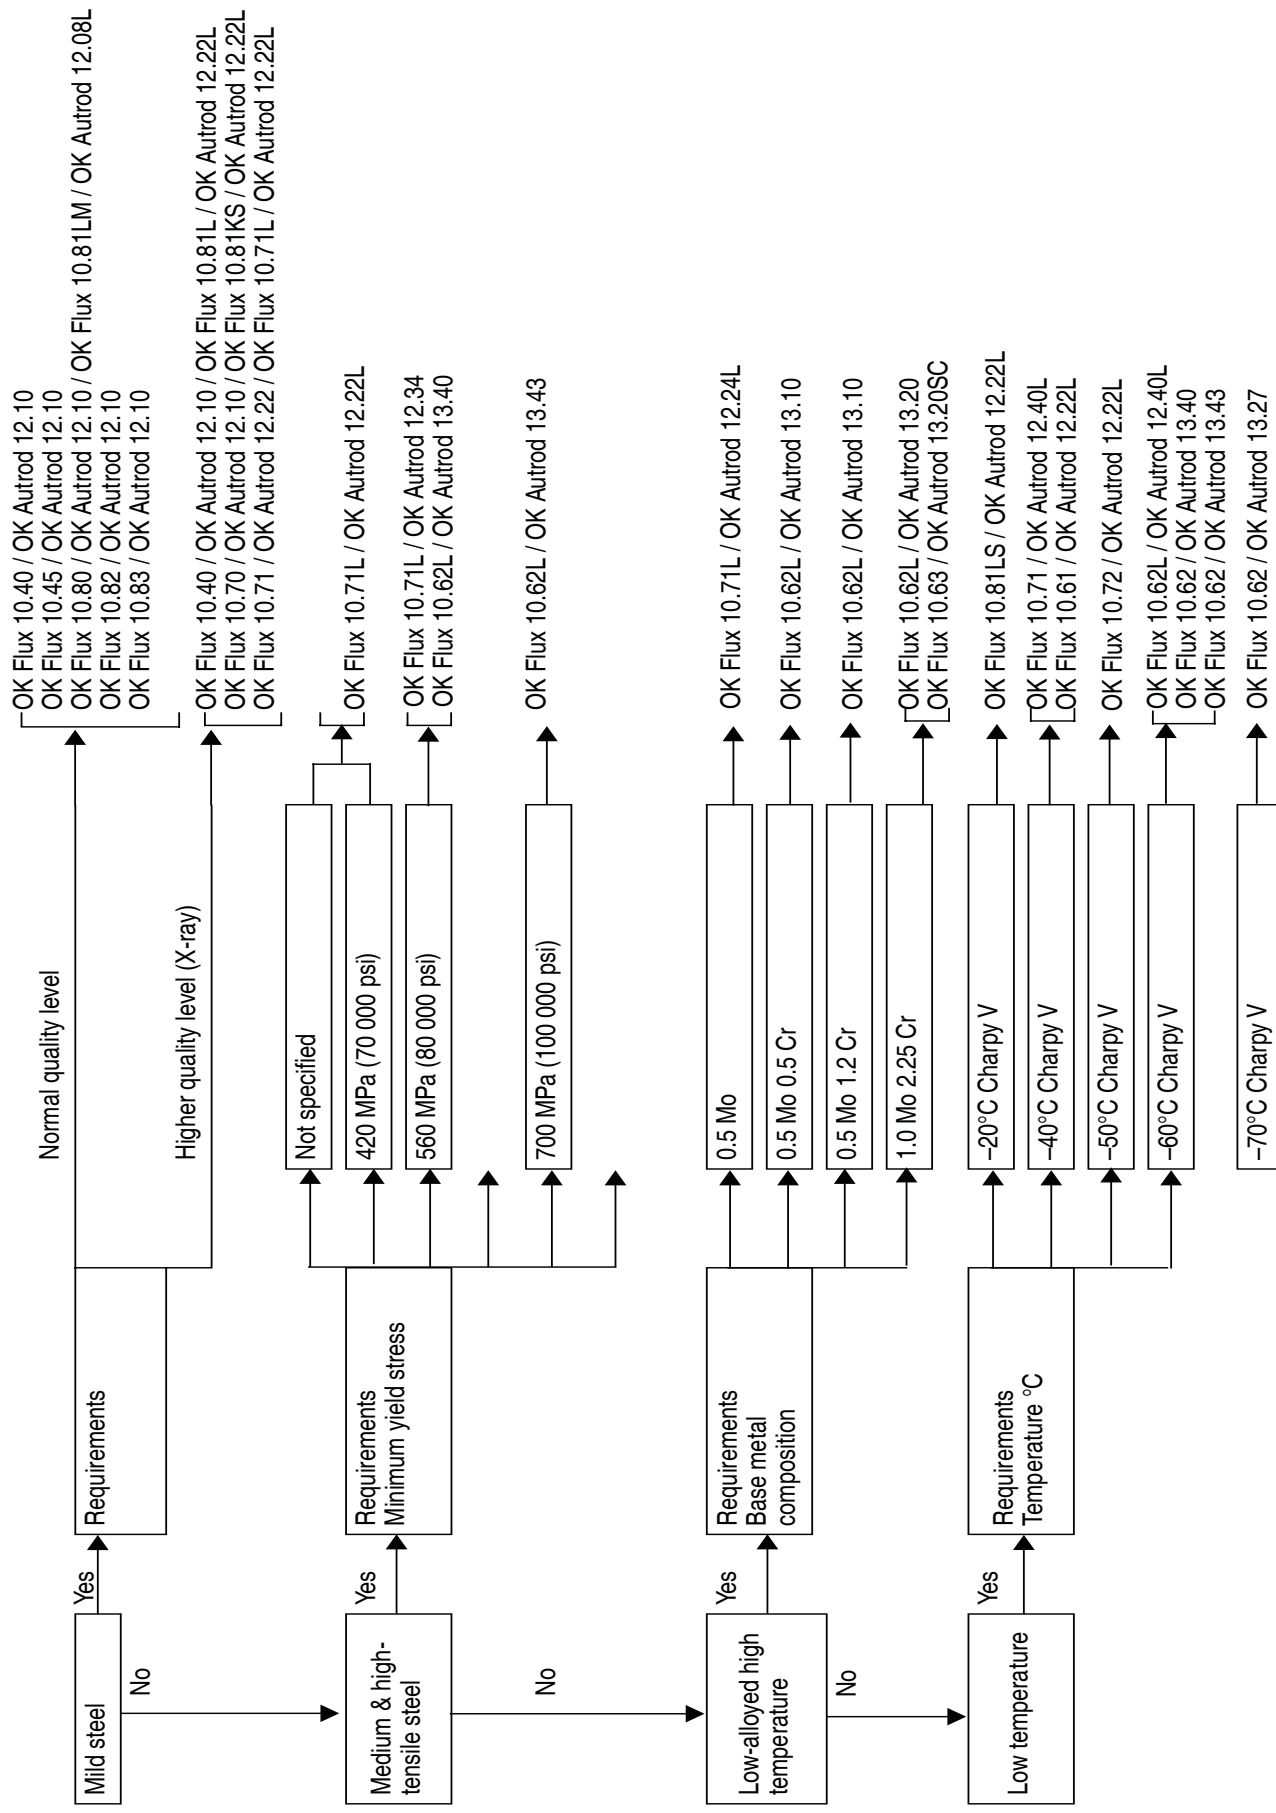 Mild steel
Yes
No
Requirements
Normal quality level
Higher quality level (X-ray)
OK Flux 10.40 / OK Autrod 12.10
OK Flux 10.45 / OK Autrod 12.10
OK Flux 10.80 / OK Autrod 12.10 / OK Flux 10.81LM / OK Autrod 12.08L
OK Flux 10.82 / OK Autrod 12.10
OK Flux 10.83 / OK Autrod 12.10
OK Flux 10.40 / OK Autrod 12.10 / OK Flux 10.81L / OK Autrod 12.22L
OK Flux 10.70 / OK Autrod 12.10 / OK Flux 10.81KS / OK Autrod 12.22L
OK Flux 10.71 / OK Autrod 12.22 / OK Flux 10.71L / OK Autrod 12.22L
Medium & high-
tensile steel
Yes
No
Requirements
Minimum yield stress
Not specified
420 MPa (70 000 psi)
560 MPa (80 000 psi)
700 MPa (100 000 psi)
OK Flux 10.71L / OK Autrod 12.22L
OK Flux 10.71L / OK Autrod 12.34
OK Flux 10.62L / OK Autrod 13.40
OK Flux 10.62L / OK Autrod 13.43
Low-alloyed high
temperature
Yes
No
Requirements
Base metal
composition
0.5 Mo
0.5 Mo 0.5 Cr
0.5 Mo 1.2 Cr
1.0 Mo 2.25 Cr
OK Flux 10.71L / OK Autrod 12.24L
OK Flux 10.62L / OK Autrod 13.10
OK Flux 10.62L / OK Autrod 13.10
OK Flux 10.62L / OK Autrod 13.20
OK Flux 10.63 / OK Autrod 13.20SC
Low temperature
Yes
Requirements
Temperature °C
–20°C Charpy V
–40°C Charpy V
–50°C Charpy V
–60°C Charpy V
–70°C Charpy V
OK Flux 10.81LS / OK Autrod 12.22L
OK Flux 10.71 / OK Autrod 12.40L
OK Flux 10.61 / OK Autrod 12.22L
OK Flux 10.72 / OK Autrod 12.22L
OK Flux 10.62L / OK Autrod 12.40L
OK Flux 10.62 / OK Autrod 13.40
OK Flux 10.62 / OK Autrod 13.43
OK Flux 10.62 / OK Autrod 13.27